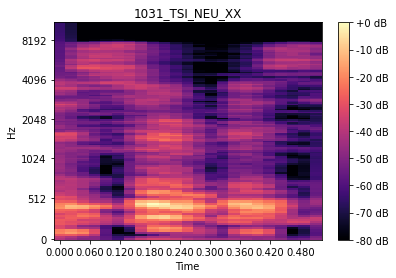 1031_TSI_NEU_XX
+0 dB
8192
-10 dB
4096
-20 dB
-30 dB
2048
Hz
-40 dB
1024
-50 dB
-60 dB
512
-70 dB
0
-80 dB
0.000 0.060 0.120 0.180 0.240 0.300 0.360 0.420 0.480
Time